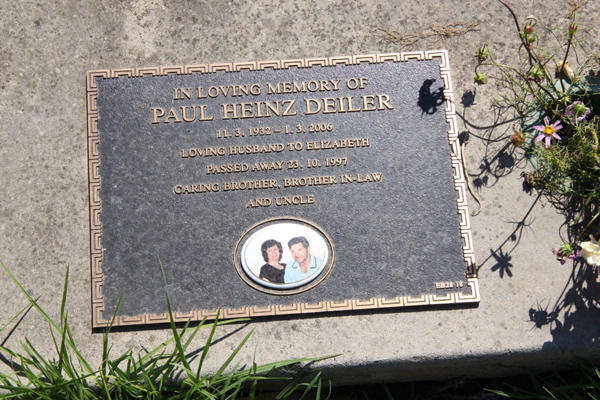 IN LOVING MEMORY OF
PAUL HEINZ DEILER
11. 3. 1932 – 1. 3. 2006
LOVING HUSBAND TO ELIZABETH
PASSED AWAY 23. 10. 1997
CARING BROTHER, BROTHER IN-LAW
AND UNCLE